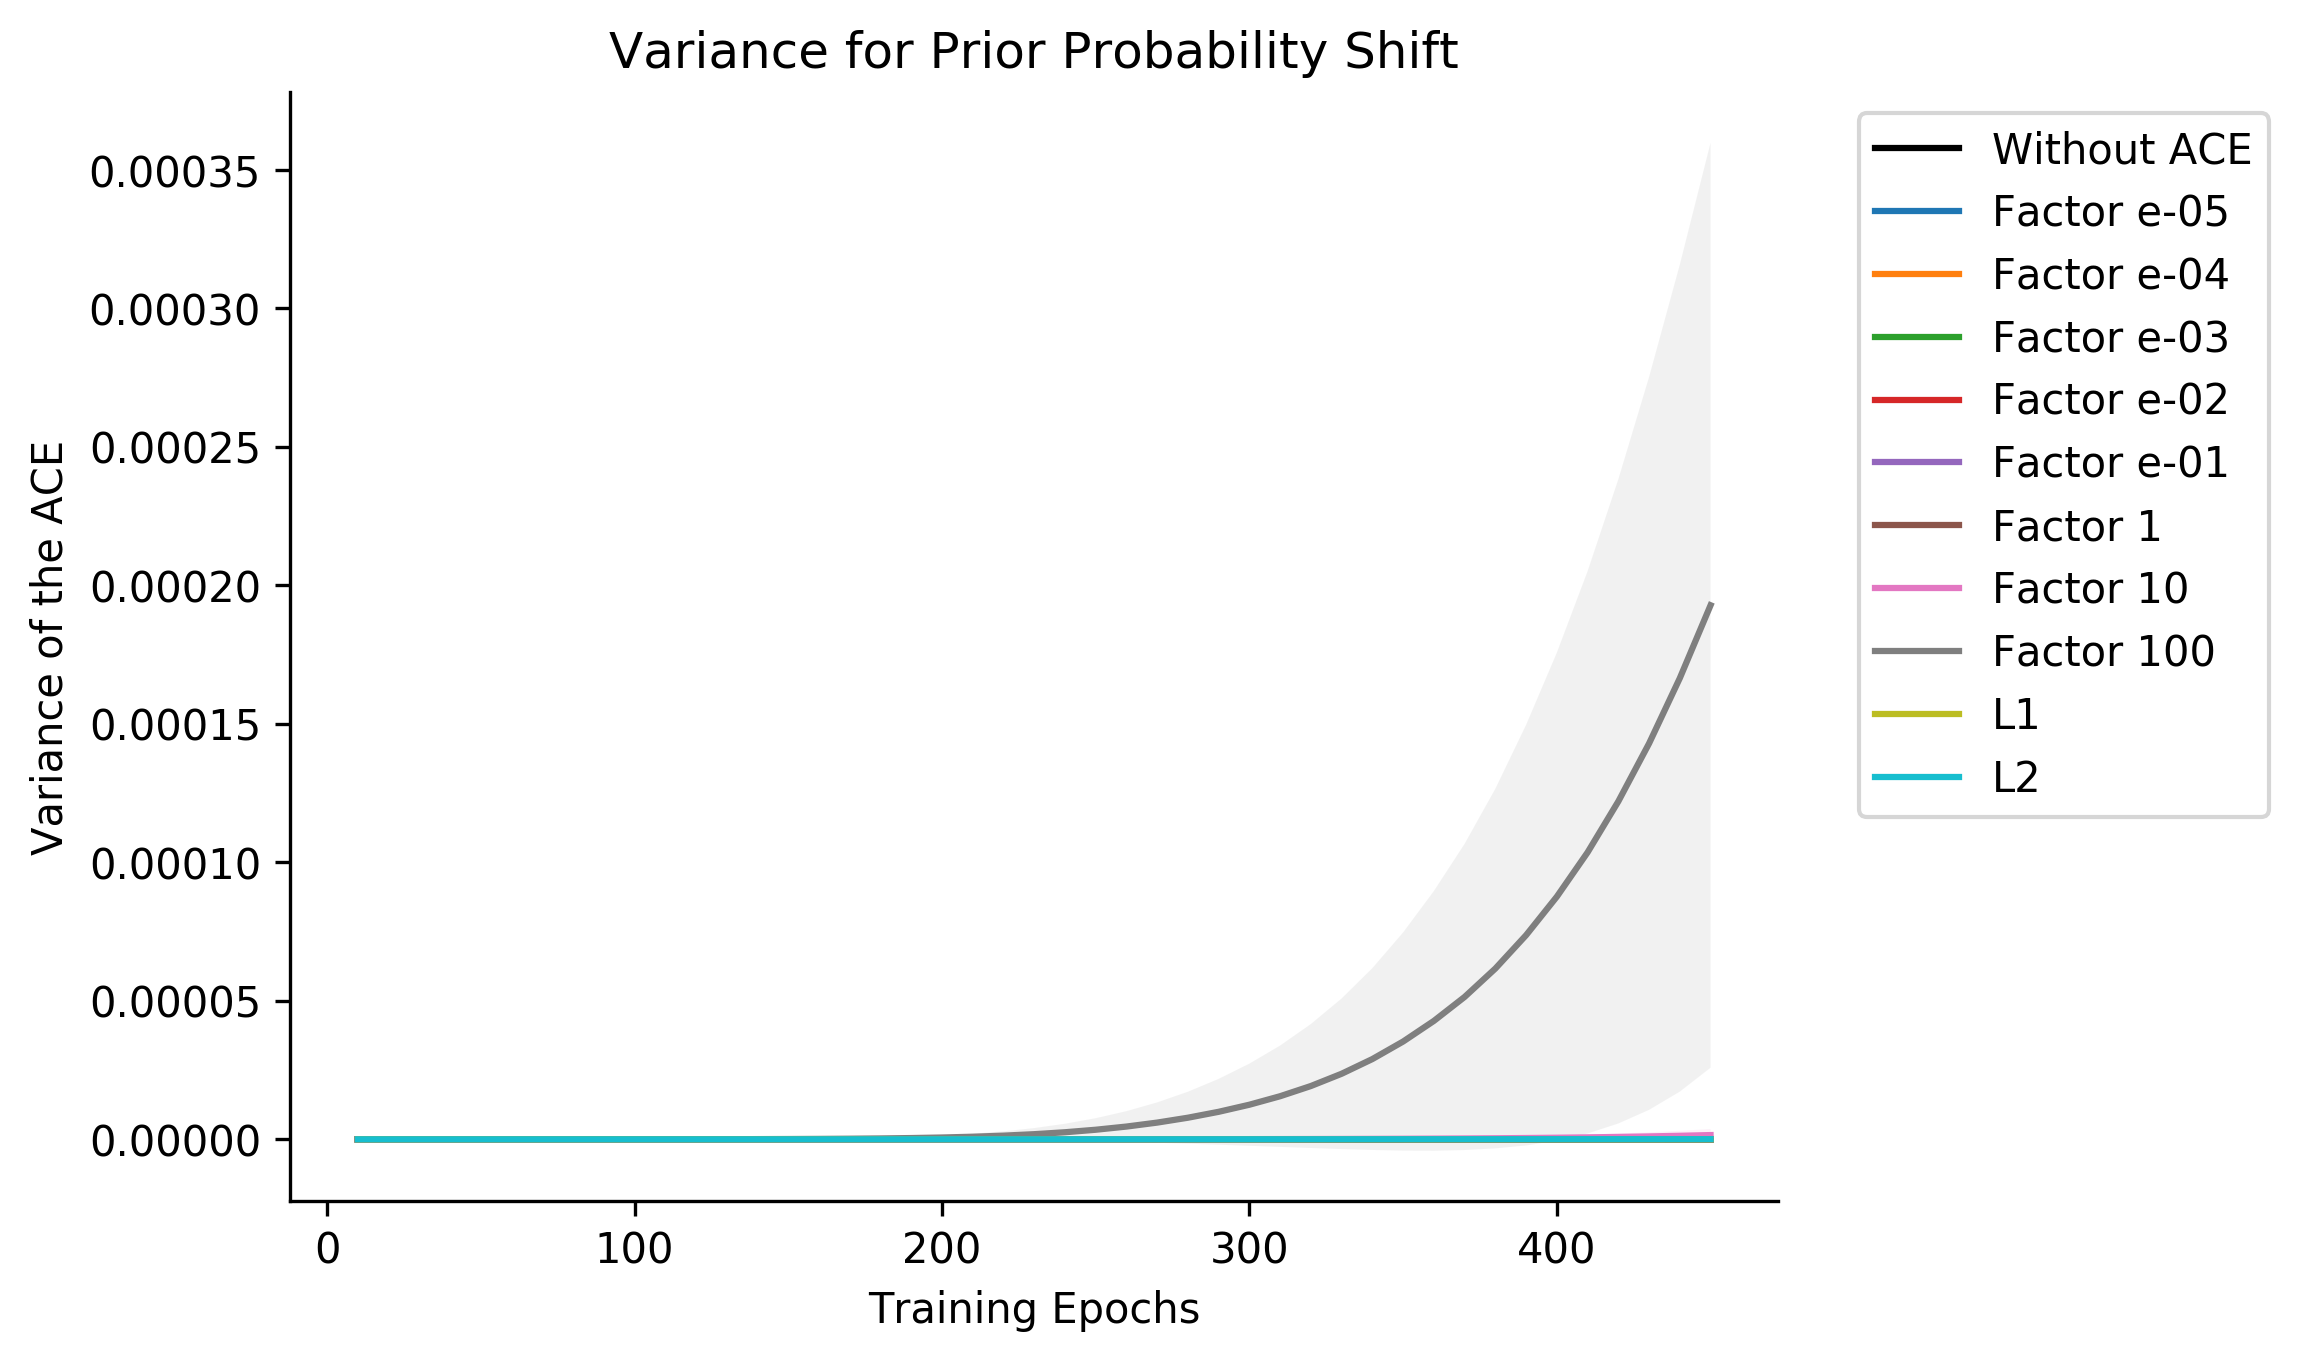 Variance for Prior Probability Shift
Variance of the ACE
0.00035
0.00030
0.00025
0.00020
0.00015
0.00010
0.00005
0.00000
0 100 200 300 400
Training Epochs
Without ACE
Factor e-05
Factor e-04
Factor e-03
Factor e-02
Factor e-01
Factor 1
Factor 10
Factor 100
L1
L2